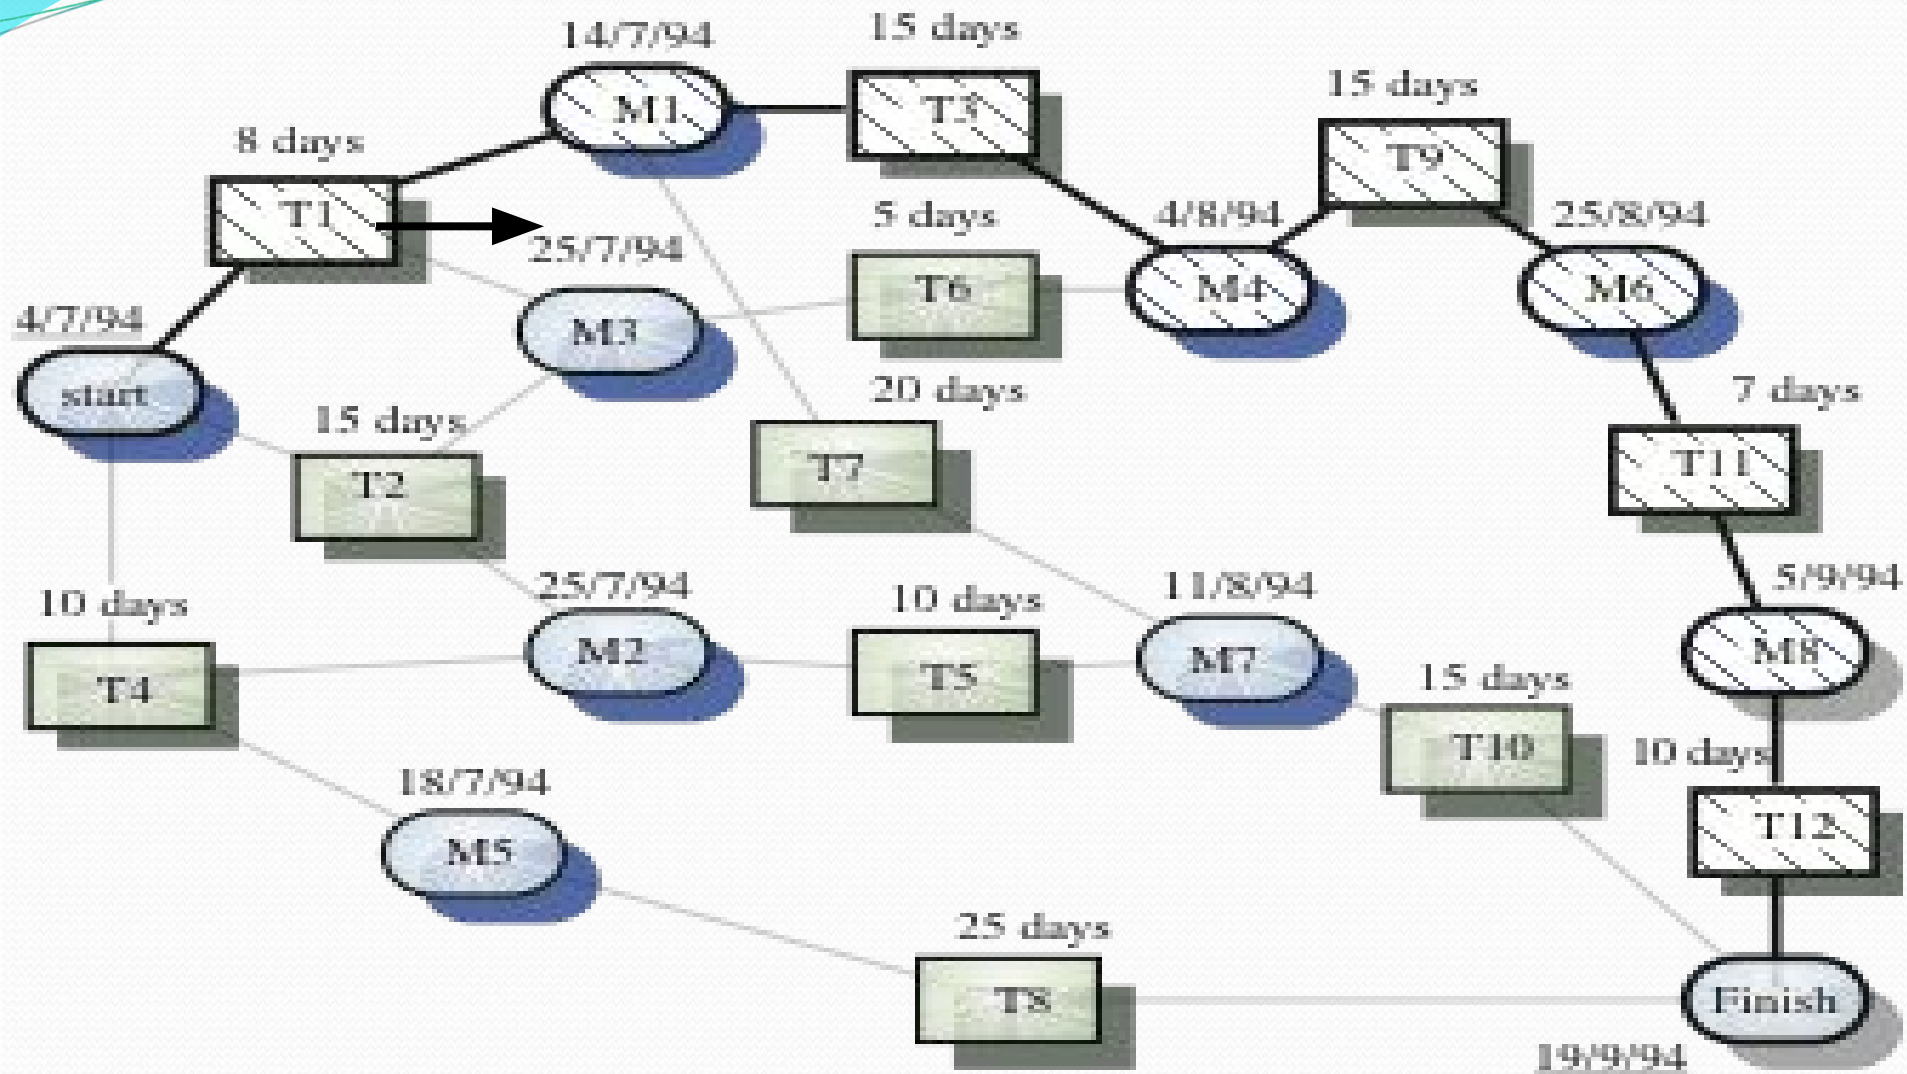 14/7/94
15 days
M1
T3
15 days
8 days
T9
T1
5 days
4/8/94
25/8/94
25/7/94
T6
M4
M6
4/7/94
M3
start
20 days
7 days
15 days
T2
T7
T11
25/7/94
10 days
11/8/94
5/9/94
10 days
M2
M7
M8
T4
T5
15 days
T10
10 days
18/7/94
M5
T12
25 days
T8
Finish
19/9/94